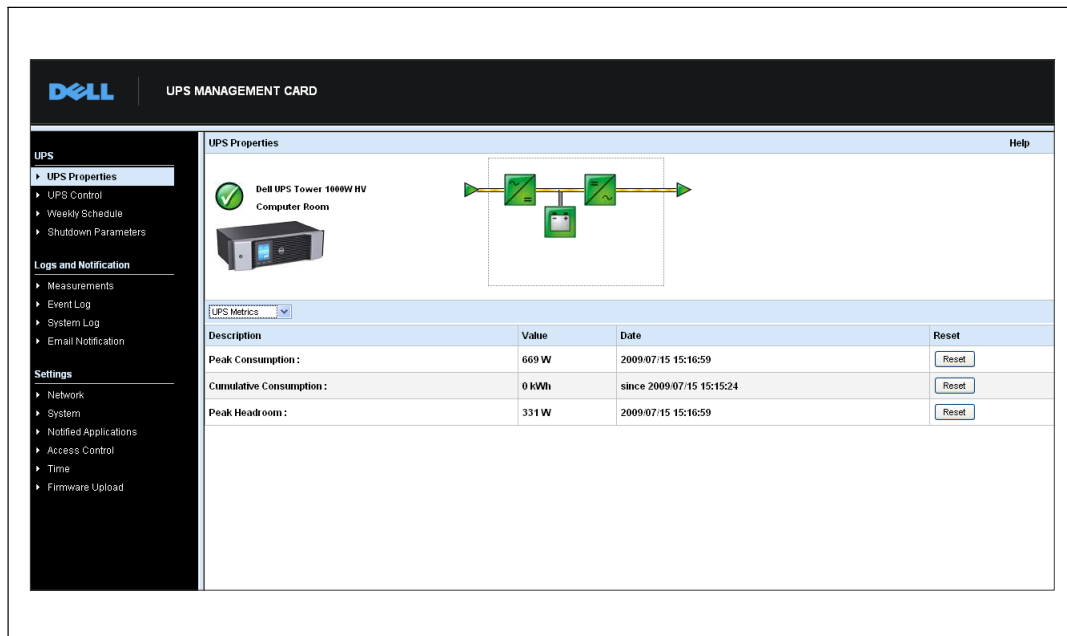 DELL
UPS MANAGEMENT CARD
UPS
UPS Properties
UPS Control
Weekly Schedule
Shutdown Parameters
Logs and Notification
Measurements
Event Log
System Log
Email Notification
Settings
Network
System
Notified Applications
Access Control
Time
Firmware Upload
UPS Properties Help
Dell UPS Tower 1000W HV
Computer Room
UPS Metrics
Description Value Date Reset
Peak Consumption : 669 W 2009/07/15 15:16:59 Reset
Cumulative Consumption : 0 kWh since 2009/07/15 15:15:24 Reset
Peak Headroom : 331 W 2009/07/15 15:16:59 Reset